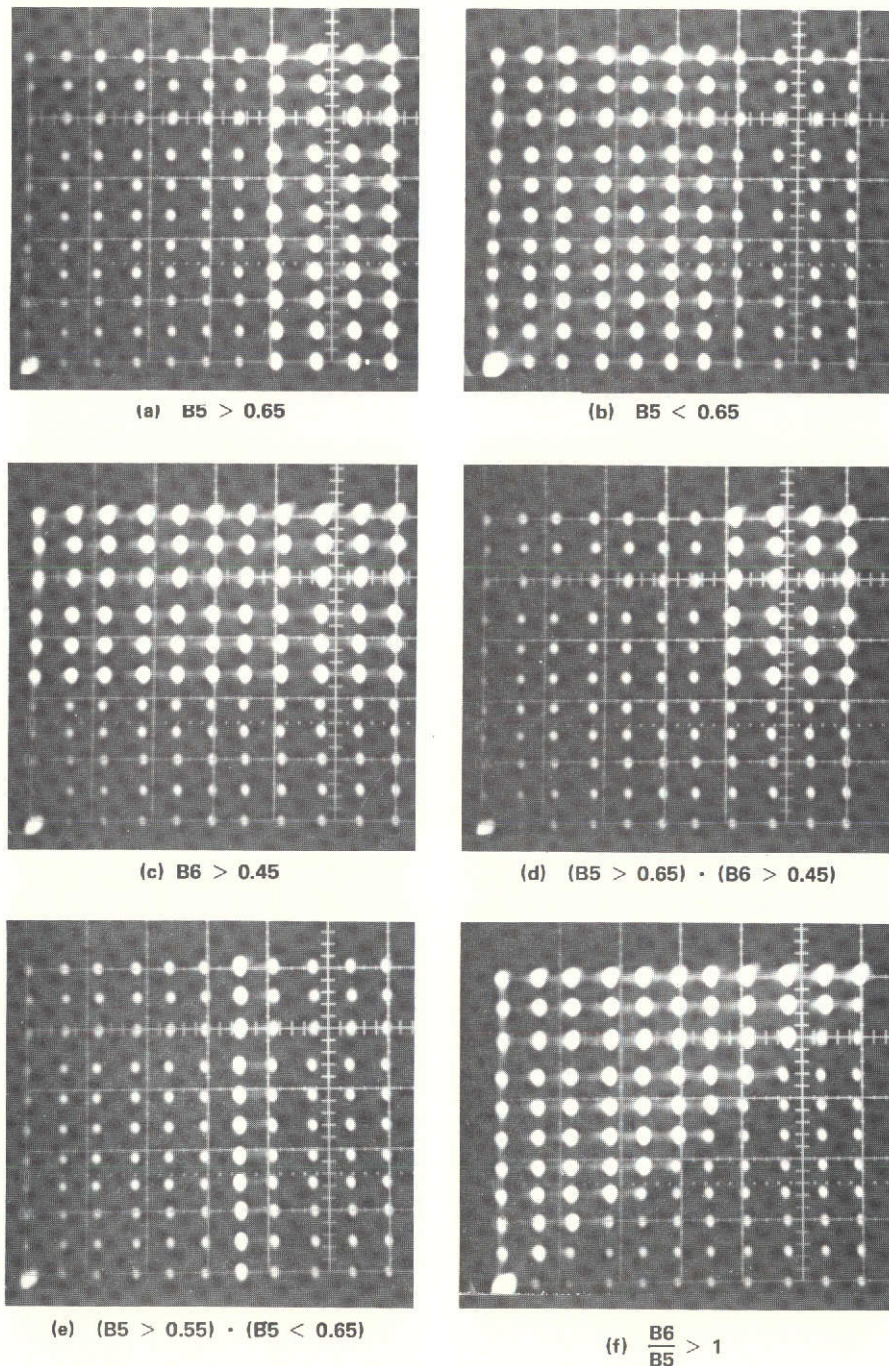 (a) B5 > 0.65
(b) B5 < 0.65
(c) B6 > 0.45
(d) (B5 > 0.65) · (B6 > 0.45)
(e) (B5 > 0.55) · (B5 < 0.65)
(f) B6
B5 > 1